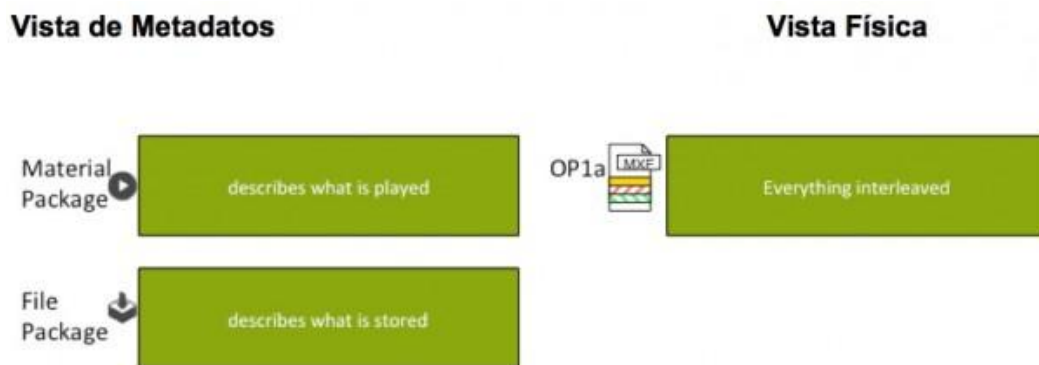 Vista de Metadatos
Vista Física
Material
Package
describes what is played
OP1a
MXF
Everything interleaved
File
Package
describes what is stored